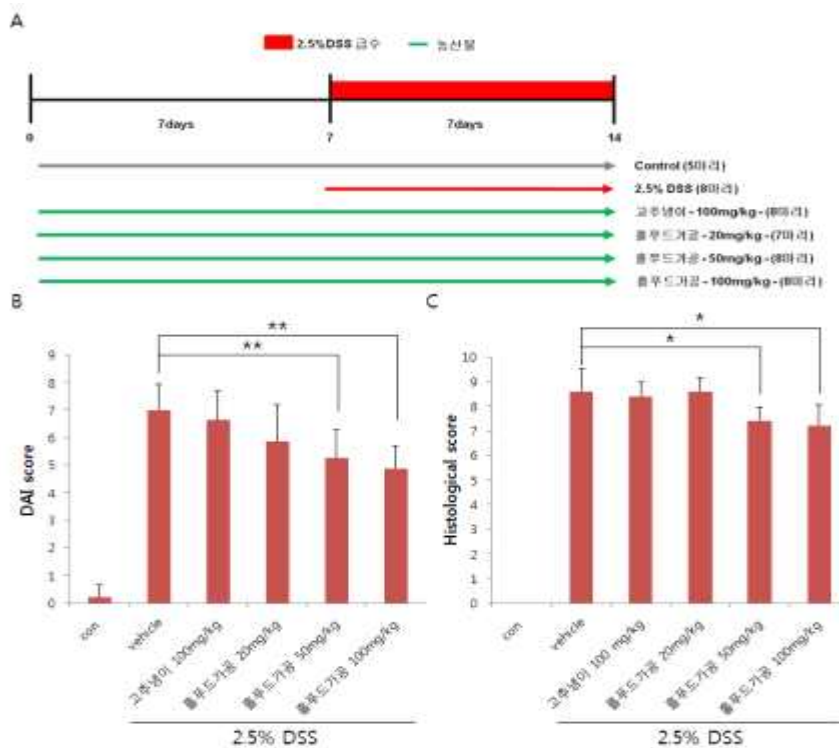 A
2.5%DSS 급수
농산물
7days
7days
0
7
14
Control (5마리)
2.5% DSS (8마리)
고추냉이 - 100mg/kg - (8마리)
홀푸드가공 - 20mg/kg - (7마리)
홀푸드가공 - 50mg/kg - (8마리)
홀푸드가공 - 100mg/kg - (8마리)
B
**
**
9
8
7
6
5
4
3
2
1
0
DAI score
con
vehicle
고추냉이 100mg/kg
홀푸드가공 20mg/kg
홀푸드가공 50mg/kg
홀푸드가공 100mg/kg
2.5% DSS
C
*
*
10
9
8
7
6
5
4
3
2
1
0
Histological score
con
vehicle
고추냉이 100 mg/kg
홀푸드가공 20mg/kg
홀푸드가공 50mg/kg
홀푸드가공 100mg/kg
2.5% DSS